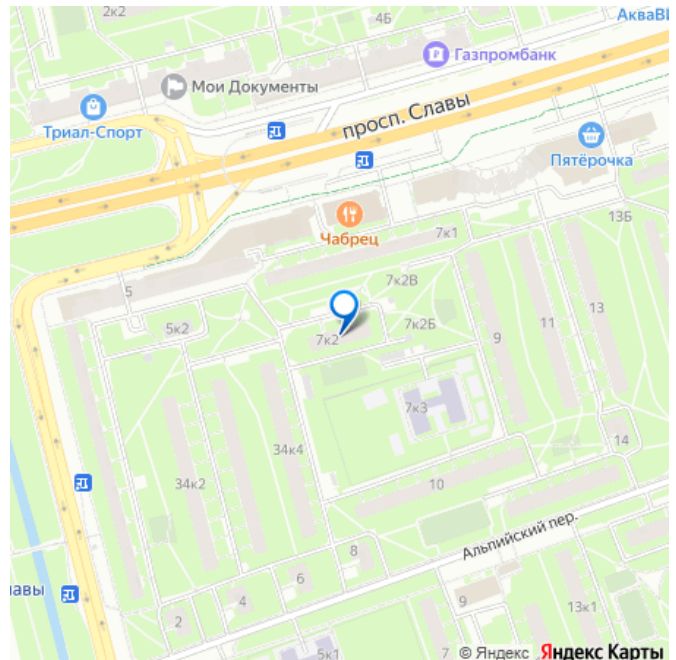 2к2
4Б
АкваВИ
Газпромбанк
Мои Документы
Триал-Спорт
просп. Славы
Пятёрочка
Чабрец
7к1
13Б
5
7к2В
5к2
7к2
7к2Б
9
11
13
7к3
34к4
34к2
10
14
Альпийский пер.
8
6
4
2
авы
9
13к1
5к1
7
© Яндекс Яндекс Карты